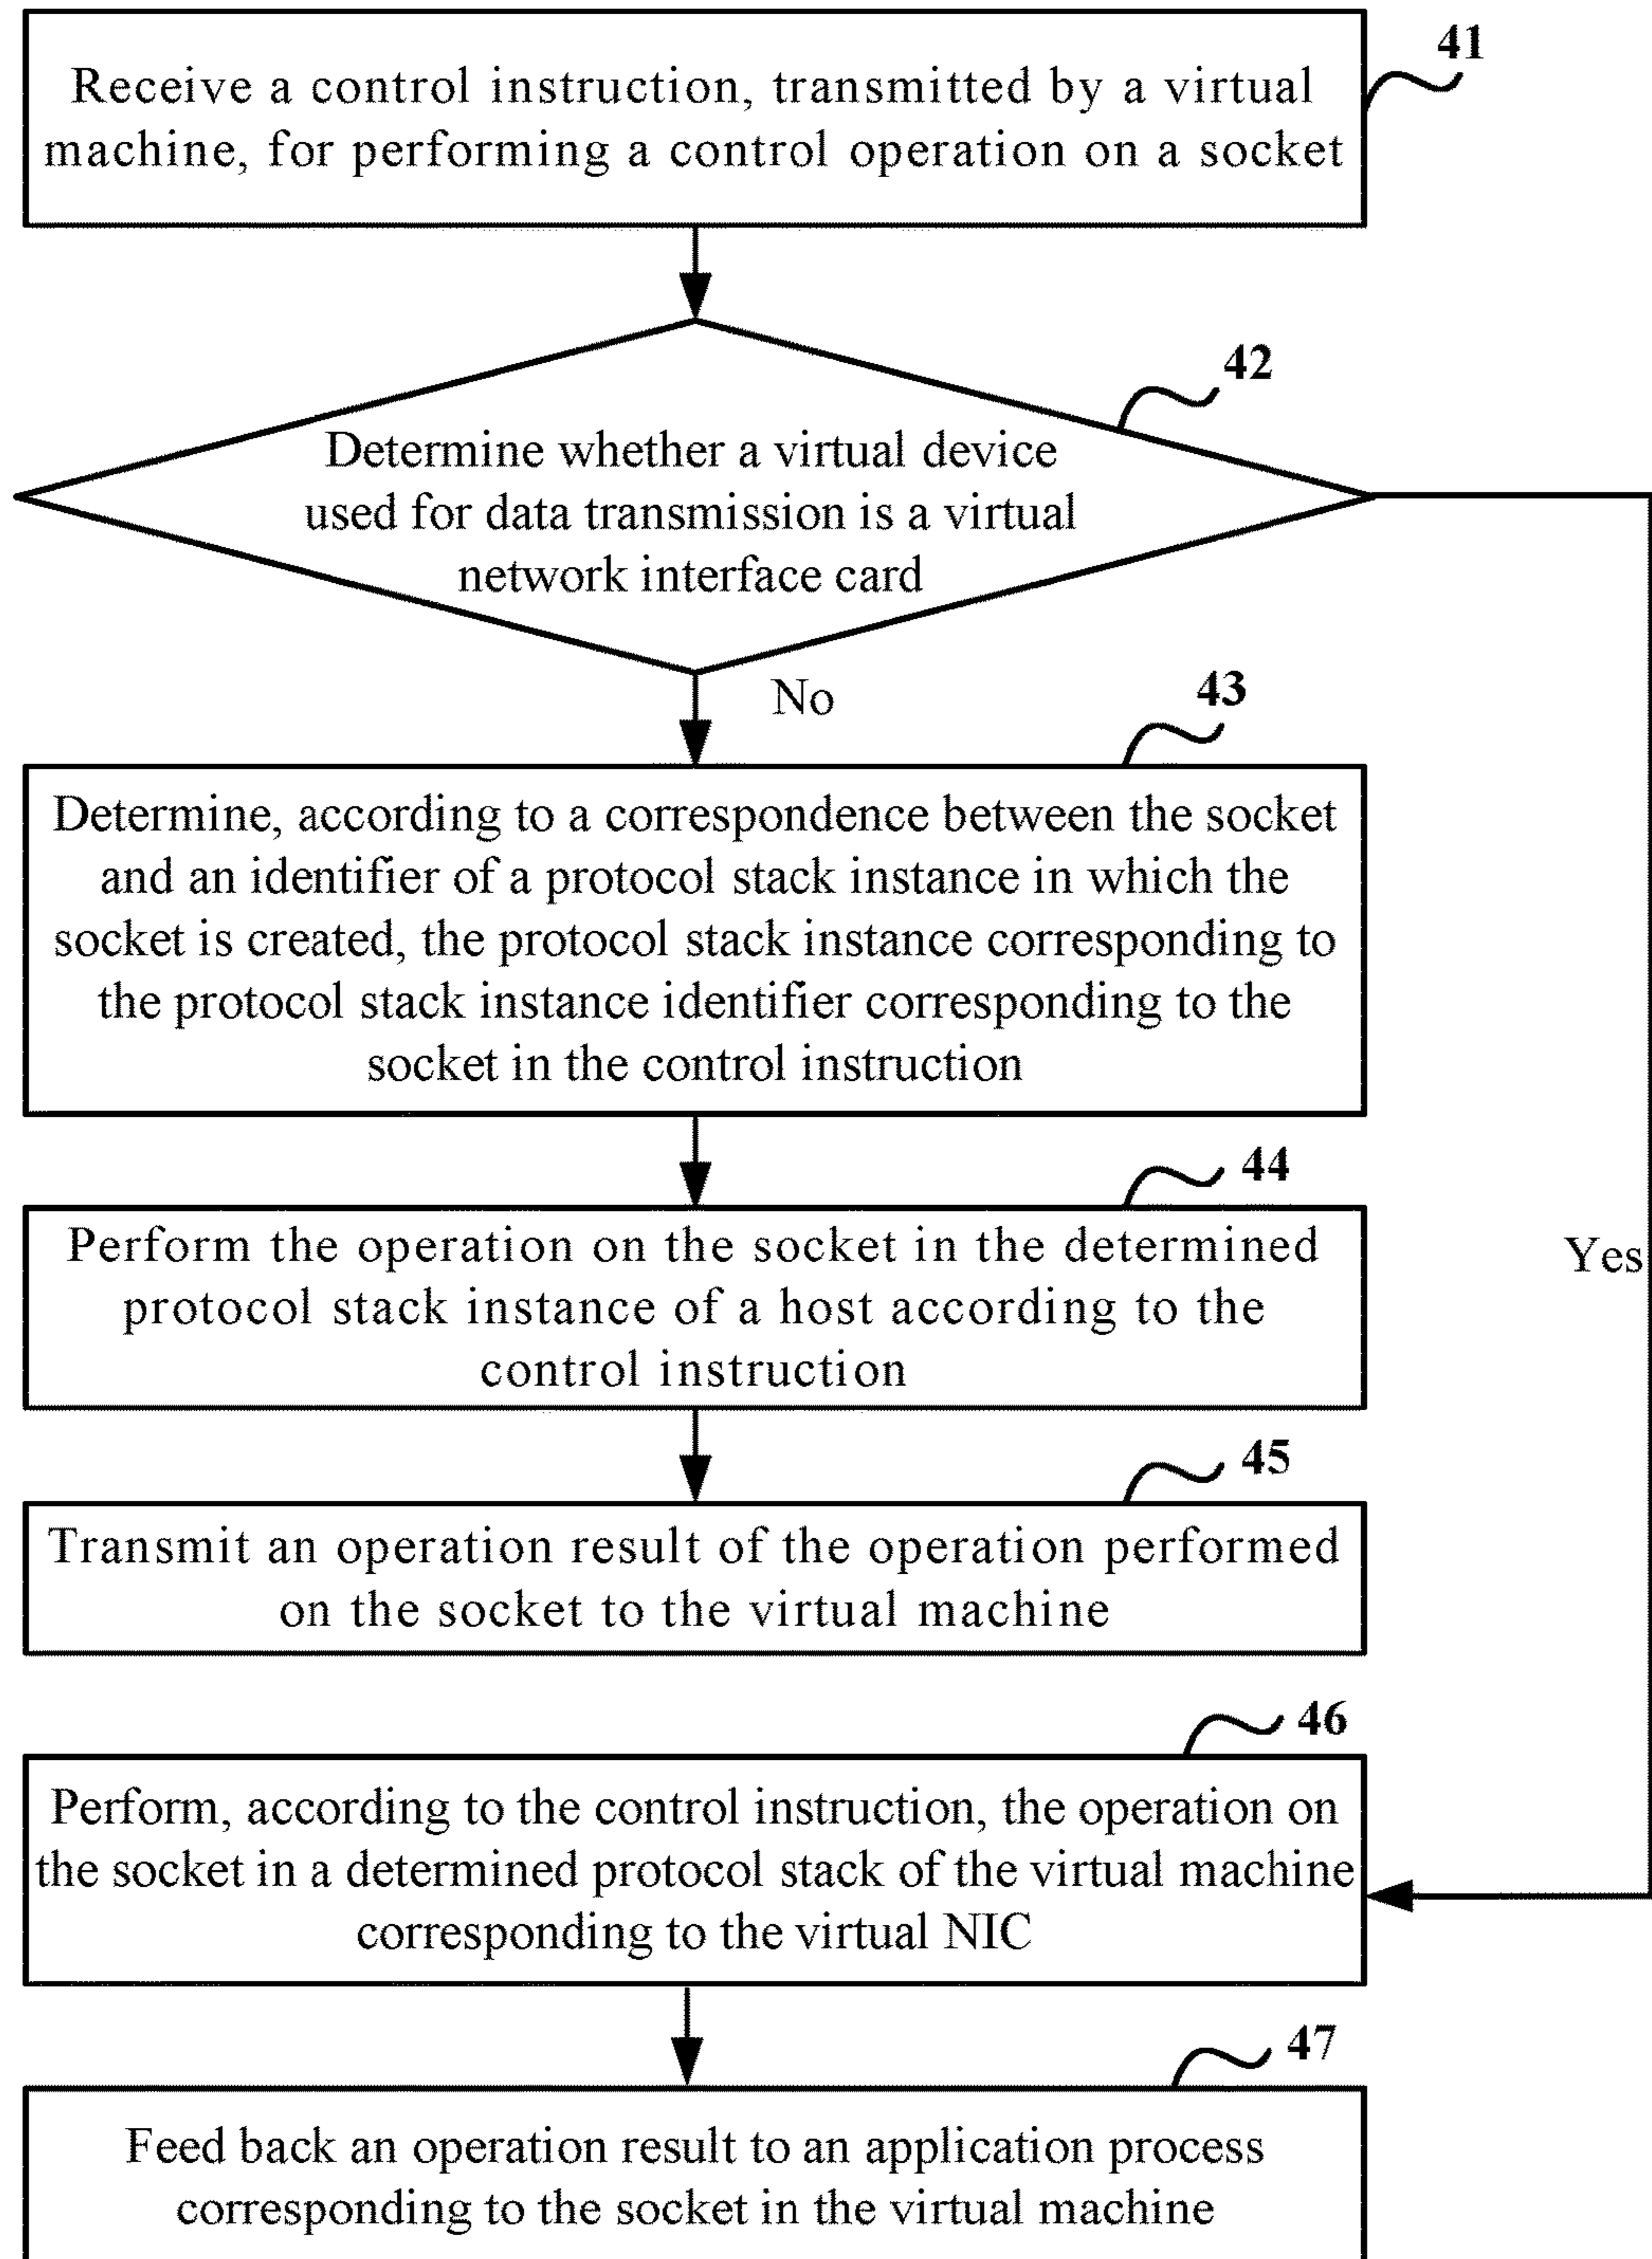 41
Receive a control instruction, transmitted by a virtual
machine, for performing a control operation on a socket
42
Determine whether a virtual device
used for data transmission is a virtual
network interface card
No
43
Determine, according to a correspondence between the socket
and an identifier of a protocol stack instance in which the
socket is created, the protocol stack instance corresponding to
the protocol stack instance identifier corresponding to the
socket in the control instruction
44
Perform the operation on the socket in the determined
protocol stack instance of a host according to the
control instruction
Yes
45
Transmit an operation result of the operation performed
on the socket to the virtual machine
46
Perform, according to the control instruction, the operation on
the socket in a determined protocol stack of the virtual machine
corresponding to the virtual NIC
47
Feed back an operation result to an application process
corresponding to the socket in the virtual machine